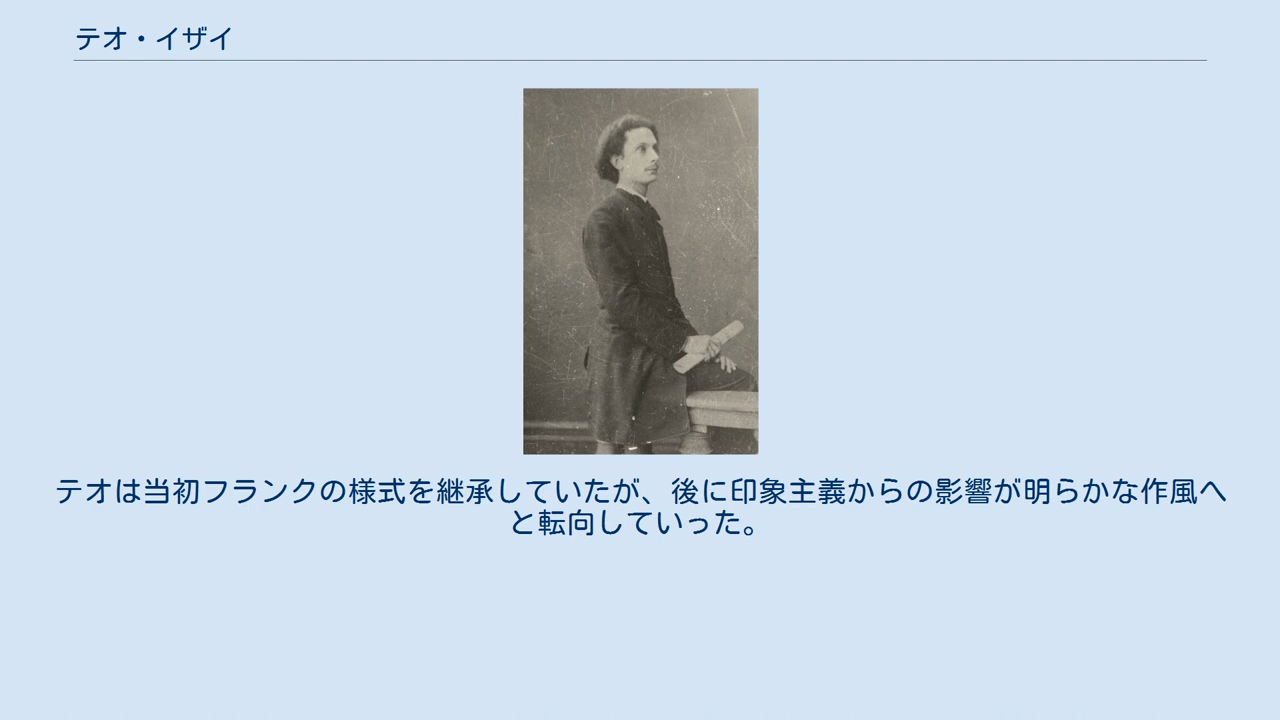 テオ・イザイ
テオは当初フランクの様式を継承していたが、後に印象主義からの影響が明らかな作風へ
と転向していった。